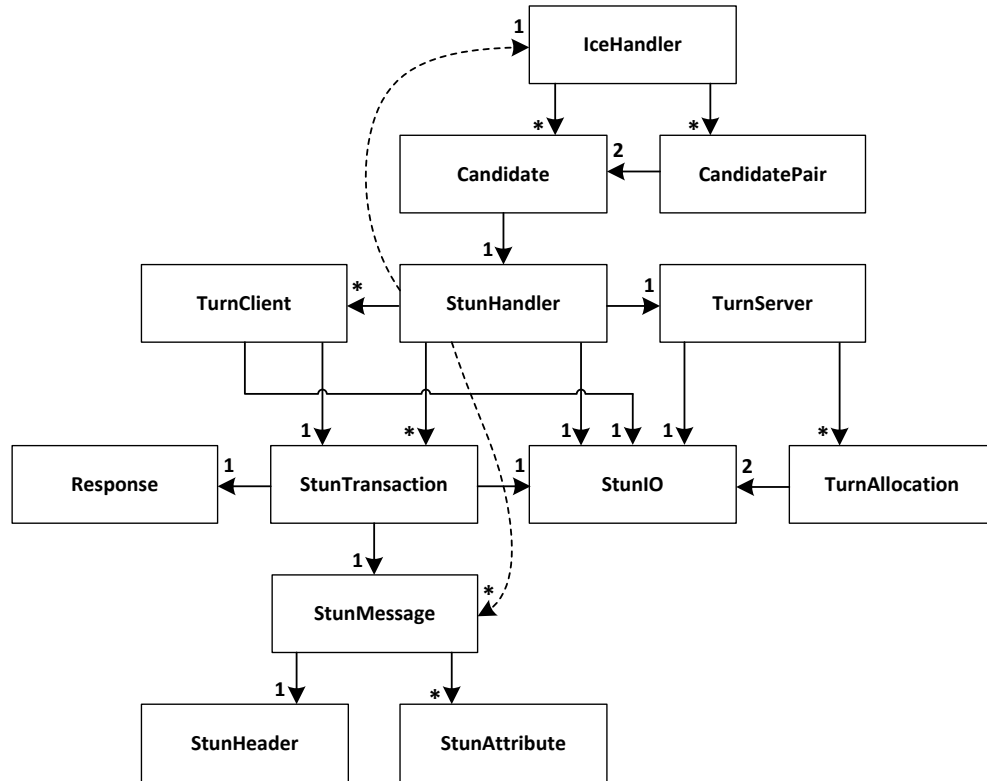 1
IceHandler
*
*
Candidate
2
CandidatePair
1
TurnClient
*
StunHandler
1
TurnServer
1
*
1
1
1
*
Response
1
StunTransaction
1
StunIO
2
TurnAllocation
1
*
StunMessage
1
*
StunHeader
StunAttribute